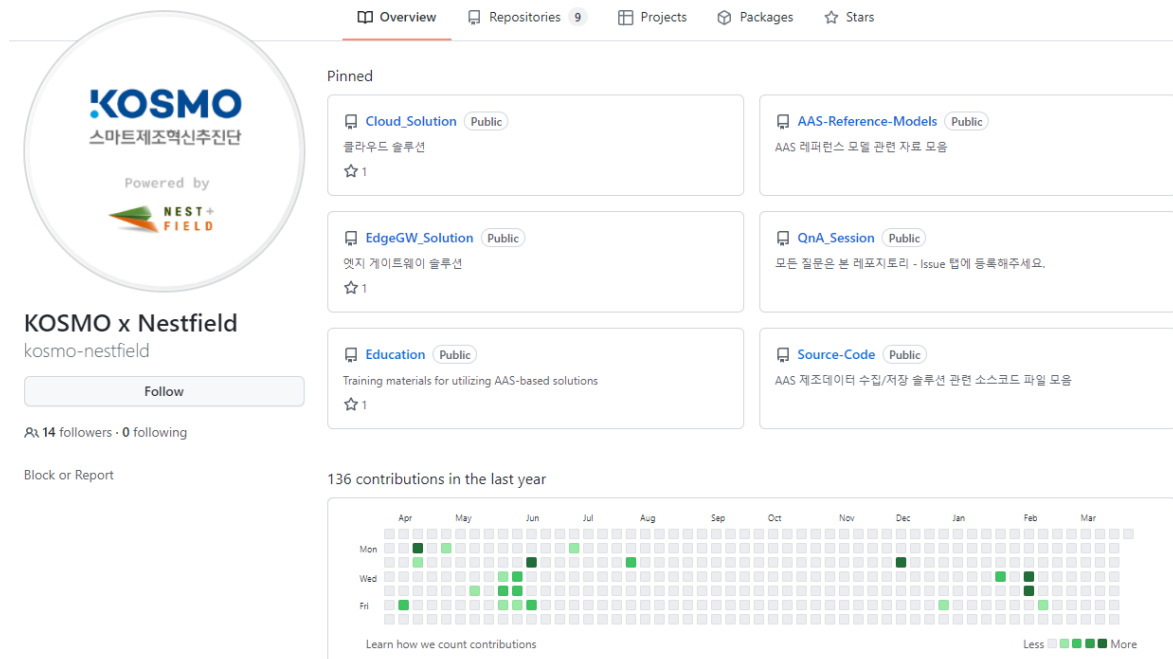 Overview
Repositories 9
Projects
Packages
Stars
KOSMO
스마트제조혁신추진단
Powered by
NEST+
FIELD
KOSMO x Nestfield
kosmo-nestfield
Follow
14 followers · 0 following
Block or Report
Pinned
Cloud_Solution Public
클라우드 솔루션
1
AAS-Reference-Models Public
AAS 레퍼런스 모델 관련 자료 모음
EdgeGW_Solution Public
엣지 게이트웨이 솔루션
1
QnA_Session Public
모든 질문은 본 레포지토리 - Issue 탭에 등록해주세요.
Education Public
Training materials for utilizing AAS-based solutions
1
Source-Code Public
AAS 제조데이터 수집/저장 솔루션 관련 소스코드 파일 모음
136 contributions in the last year
Apr May Jun Jul Aug Sep Oct Nov Dec Jan Feb Mar
Mon
Wed
Fri
Learn how we count contributions
Less More